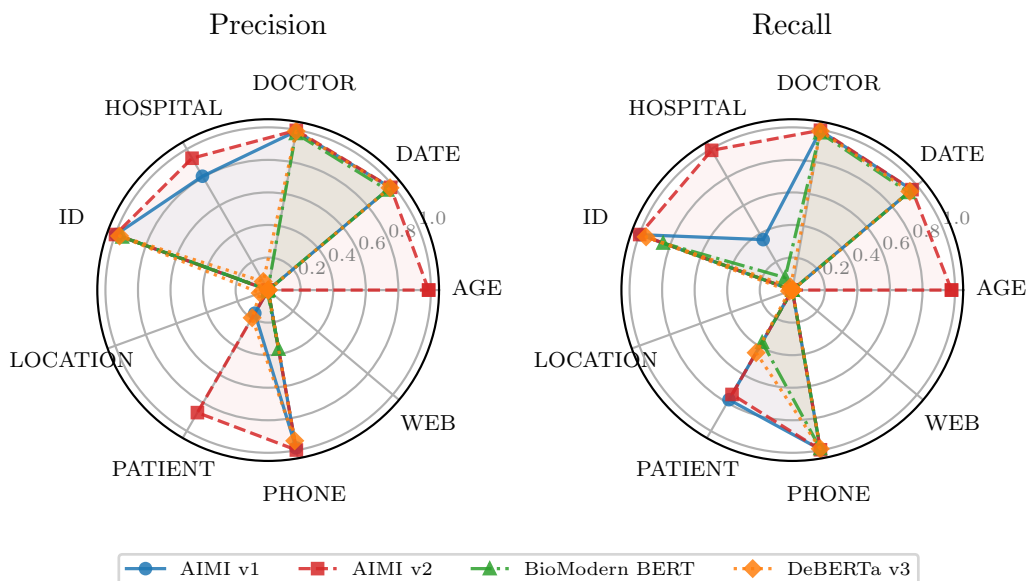 Precision
DOCTOR
HOSPITAL
DATE
ID
1.0
0.8
0.6
0.4
0.2
AGE
LOCATION
WEB
PATIENT
PHONE
Recall
DOCTOR
HOSPITAL
DATE
ID
1.0
0.8
0.6
0.4
0.2
AGE
LOCATION
WEB
PATIENT
PHONE
AIMI v1 AIMI v2 BioModern BERT DeBERTa v3